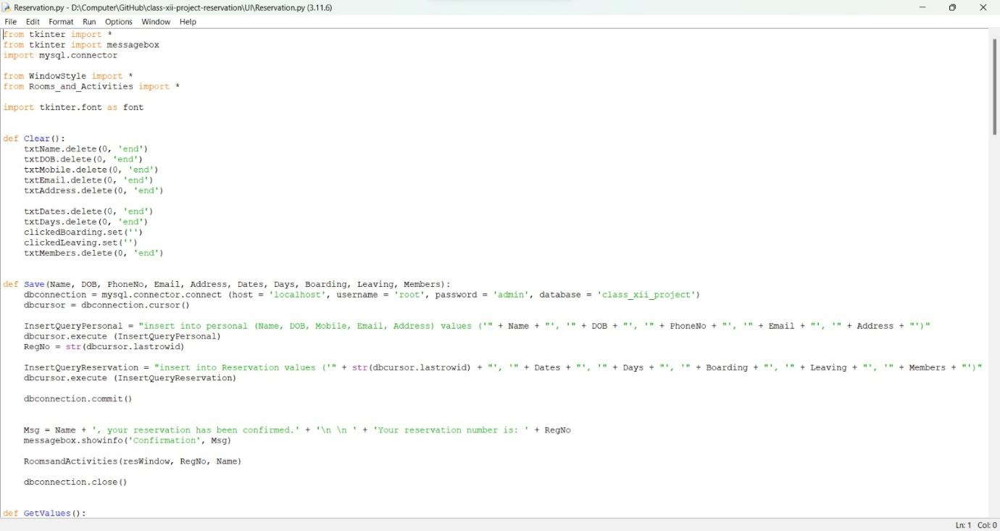 Reservation.py - D:\Computer\GitHub\class-xii-project-reservation\UI\Reservation.py (3.11.6)
File Edit Format Run Options Window Help
from tkinter import *
from tkinter import messagebox
import mysql.connector
from WindowStyle import *
from Rooms_and_Activities import *
import tkinter.font as font
def Clear():
    txtName.delete(0, 'end')
    txtDOB.delete(0, 'end')
    txtMobile.delete(0, 'end')
    txtEmail.delete(0, 'end')
    txtAddress.delete(0, 'end')
    txtDates.delete(0, 'end')
    txtDays.delete(0, 'end')
    clickedBoarding.set('')
    clickedLeaving.set('')
    txtMembers.delete(0, 'end')
def Save(Name, DOB, PhoneNo, Email, Address, Dates, Days, Boarding, Leaving, Members):
    dbconnection = mysql.connector.connect (host = 'localhost', username = 'root', password = 'admin', database = 'class_xii_project')
    dbcursor = dbconnection.cursor()
    InsertQueryPersonal = "insert into personal (Name, DOB, Mobile, Email, Address) values ('" + Name + "', '" + DOB + "', '" + PhoneNo + "', '" + Email + "', '" + Address + "')"
    dbcursor.execute (InsertQueryPersonal)
    RegNo = str(dbcursor.lastrowid)
    InsertQueryReservation = "insert into Reservation values ('" + str(dbcursor.lastrowid) + "', '" + Dates + "', '" + Days + "', '" + Boarding + "', '" + Leaving + "', '" + Members + "')"
    dbcursor.execute (InsertQueryReservation)
    dbconnection.commit()
    Msg = Name + ', your reservation has been confirmed.' + '\n \n ' + 'Your reservation number is: ' + RegNo
    messagebox.showinfo('Confirmation', Msg)
    RoomsandActivities(resWindow, RegNo, Name)
    dbconnection.close()
def GetValues():
Ln: 1 Col: 0